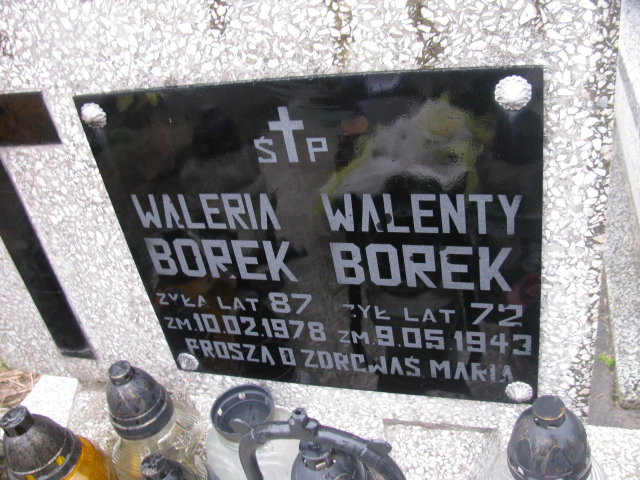 Ś P
WALERIA WALENTY
BOREK BOREK
ŻYŁA LAT 87 ŻYŁ LAT 72
ZM.10.02.1978 ZM.9.05.1943
PROSZĄ O ZDROWAŚ MARIA